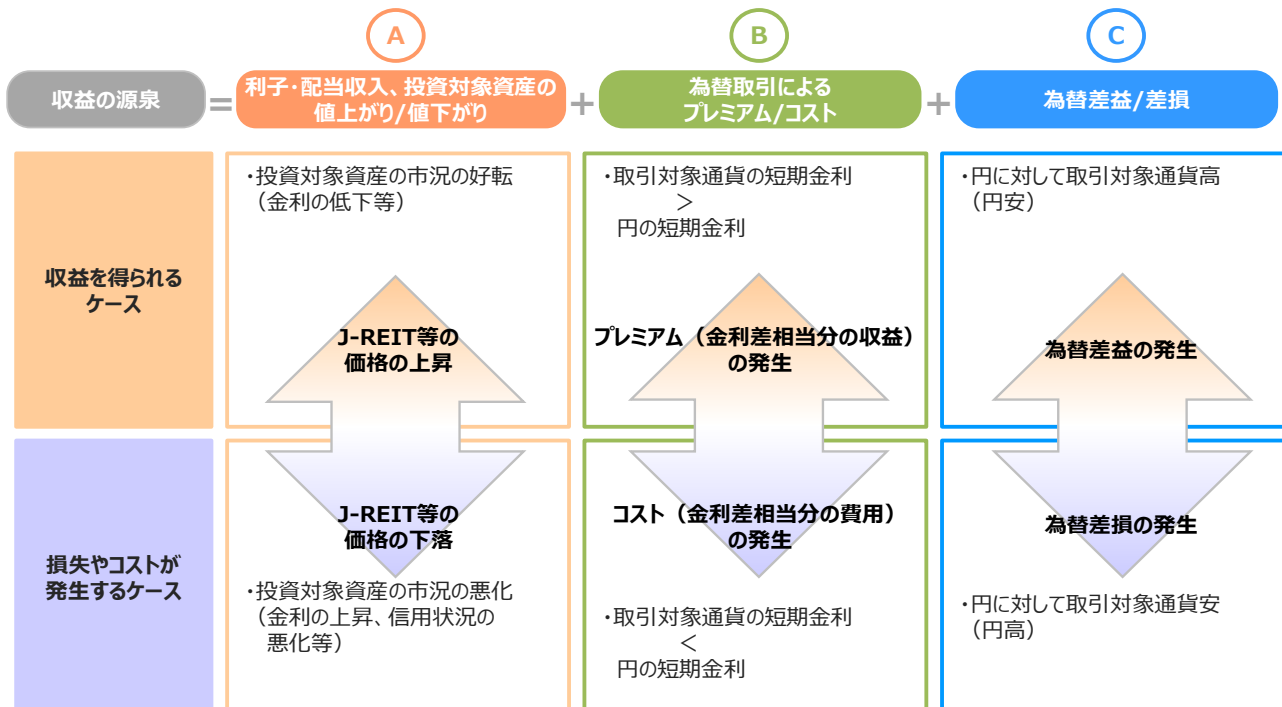 A
B
C
収益の源泉
=
利子・配当収入、投資対象資産の
値上がり/値下がり
+
為替取引による
プレミアム/コスト
+
為替差益/差損
収益を得られる
ケース
・投資対象資産の市況の好転
（金利の低下等）
J-REIT等の
価格の上昇
・取引対象通貨の短期金利
＞
円の短期金利
プレミアム（金利差相当分の収益）
の発生
・円に対して取引対象通貨高
（円安）
為替差益の発生
損失やコストが
発生するケース
J-REIT等の
価格の下落
・投資対象資産の市況の悪化
（金利の上昇、信用状況の
悪化等）
コスト（金利差相当分の費用）
の発生
・取引対象通貨の短期金利
＜
円の短期金利
為替差損の発生
・円に対して取引対象通貨安
（円高）